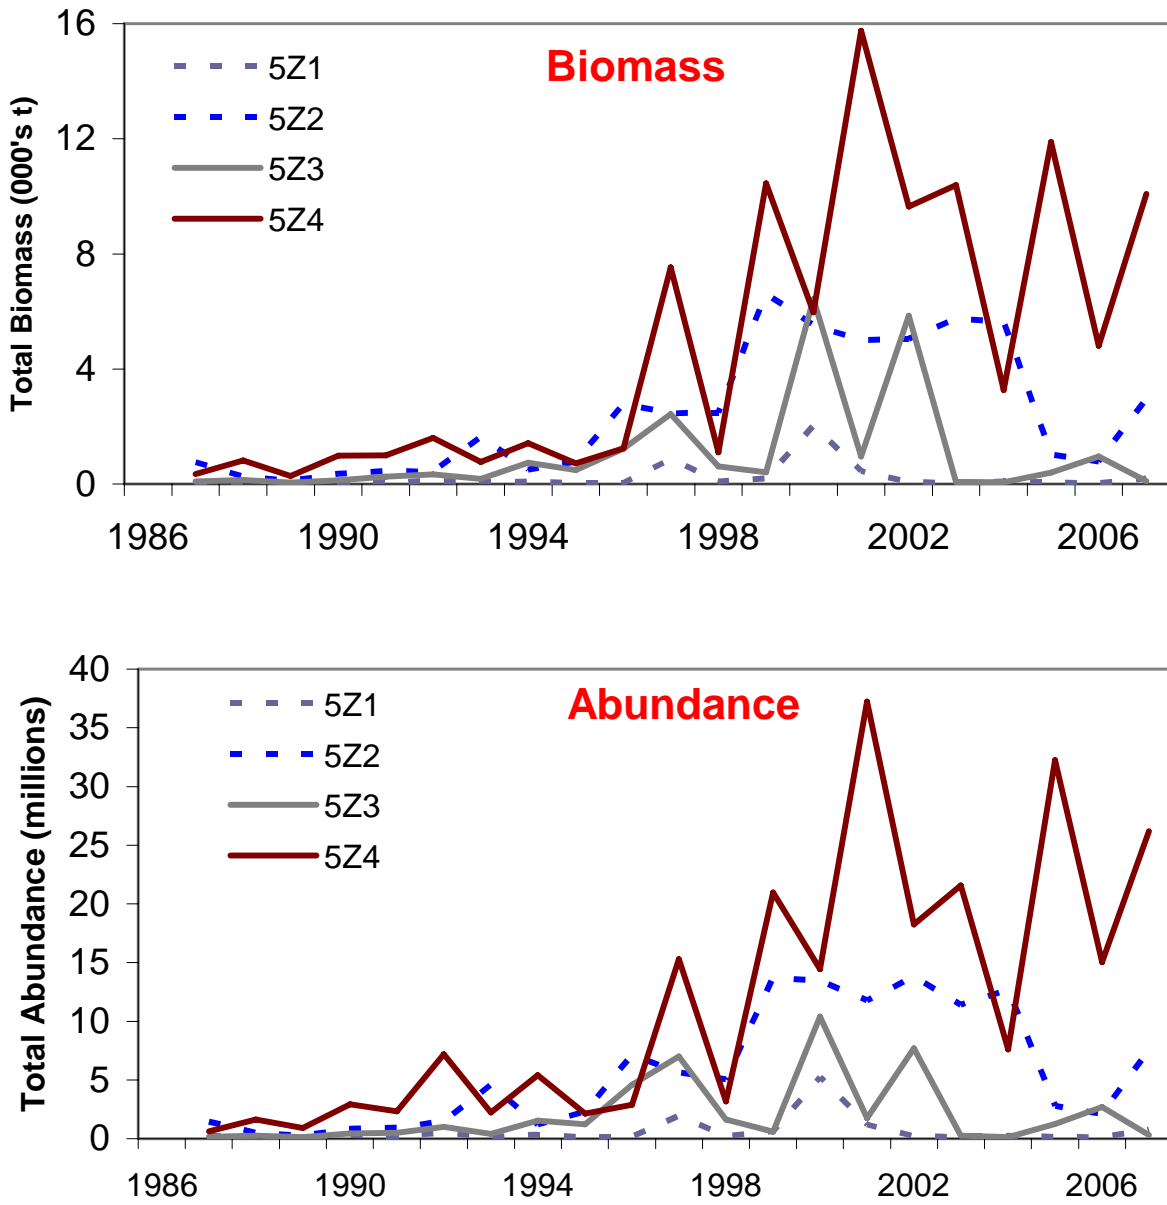 16
12
8
4
0
Total Biomass (000's t)
Biomass
5Z1
5Z2
5Z3
5Z4
1986 1990 1994 1998 2002 2006
40
35
30
25
20
15
10
5
0
Total Abundance (millions)
Abundance
5Z1
5Z2
5Z3
5Z4
1986 1990 1994 1998 2002 2006